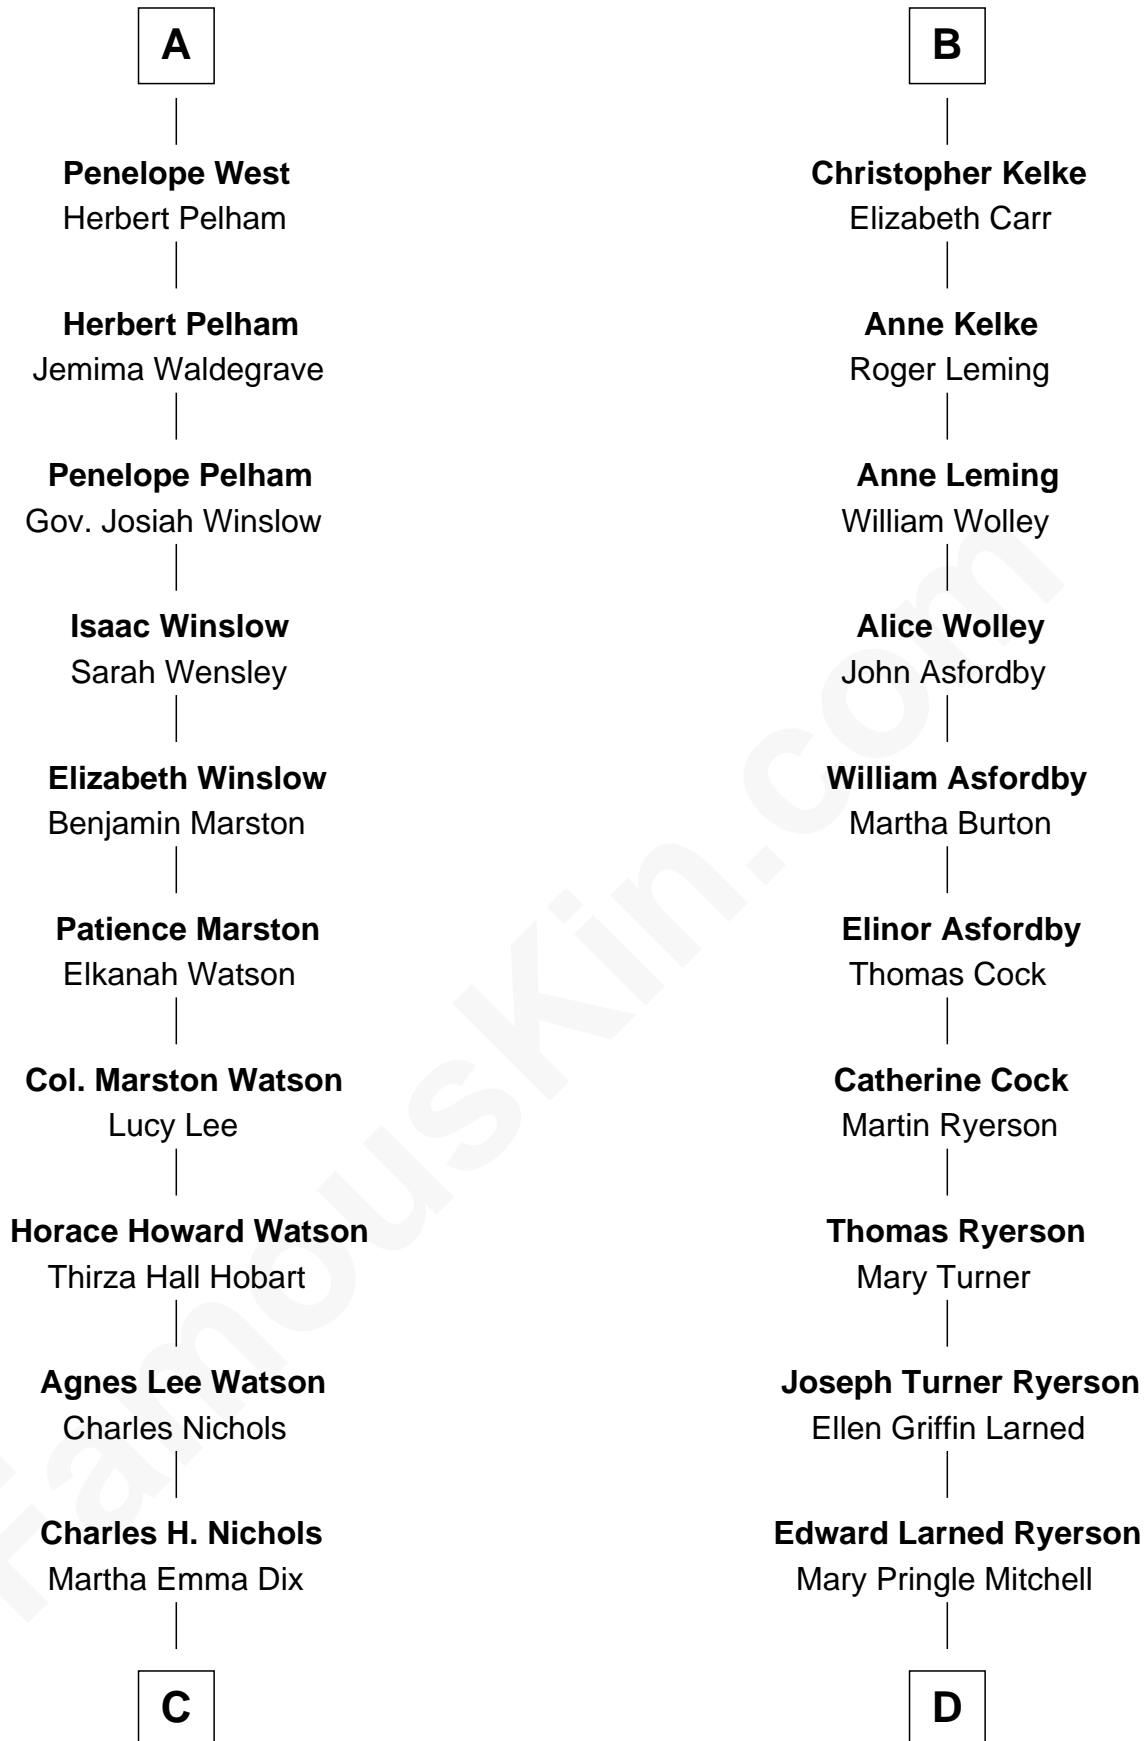 A
Penelope West
Herbert Pelham
Herbert Pelham
Jemima Waldegrave
Penelope Pelham
Gov. Josiah Winslow
Isaac Winslow
Sarah Wensley
Elizabeth Winslow
Benjamin Marston
Patience Marston
Elkanah Watson
Col. Marston Watson
Lucy Lee
Horace Howard Watson
Thirza Hall Hobart
Agnes Lee Watson
Charles Nichols
Charles H. Nichols
Martha Emma Dix
C
B
Christopher Kelke
Elizabeth Carr
Anne Kelke
Roger Leming
Anne Leming
William Wolley
Alice Wolley
John Asfordby
William Asfordby
Martha Burton
Elinor Asfordby
Thomas Cock
Catherine Cock
Martin Ryerson
Thomas Ryerson
Mary Turner
Joseph Turner Ryerson
Ellen Griffin Larned
Edward Larned Ryerson
Mary Pringle Mitchell
D
FamousKin.com